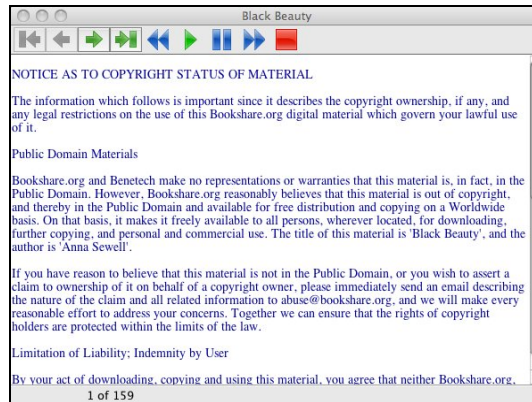 Black Beauty
NOTICE AS TO COPYRIGHT STATUS OF MATERIAL
The information which follows is important since it describes the copyright ownership, if any, and
any legal restrictions on the use of this Bookshare.org digital material which govern your lawful use
of it.
Public Domain Materials
Bookshare.org and Benetech make no representations or warranties that this material is, in fact, in the
Public Domain. However, Bookshare.org reasonably believes that this material is out of copyright,
and thereby in the Public Domain and available for free distribution and copying on a Worldwide
basis. On that basis, it makes it freely available to all persons, wherever located, for downloading,
further copying, and personal and commercial use. The title of this material is 'Black Beauty', and the
author is 'Anna Sewell'.
If you have reason to believe that this material is not in the Public Domain, or you wish to assert a
claim to ownership of it on behalf of a copyright owner, please immediately send an email describing
the nature of the claim and all related information to abuse@bookshare.org, and we will make every
reasonable effort to address your concerns. Together we can ensure that the rights of copyright
holders are protected within the limits of the law.
Limitation of Liability; Indemnity by User
By your act of downloading, copying and using this material, you agree that neither Bookshare.org,
1 of 159